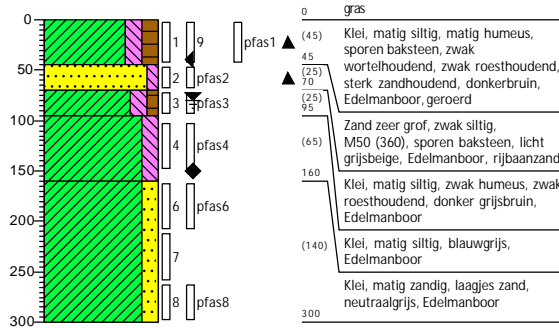 0
50
100
150
200
250
300
1
9
pfas1
2
pfas2
3
pfas3
4
pfas4
6
pfas6
7
8
pfas8
0
gras
(45)
Klei, matig siltig, matig humeus,
sporen baksteen, zwak
wortelhoudend, zwak roesthoudend,
sterk zandhoudend, donkerbruin,
Edelmanboor, geroerd
45
(25)
70
Zand zeer grof, zwak siltig,
M50 (360), sporen baksteen, licht
grijsbeige, Edelmanboor, rijbaanzand
(25)
95
Klei, matig siltig, zwak humeus, zwak
roesthoudend, donker grijsbruin,
Edelmanboor
(65)
160
Klei, matig siltig, blauwgrijs,
Edelmanboor
(140)
Klei, matig zandig, laagjes zand,
neutraalgrijs, Edelmanboor
300